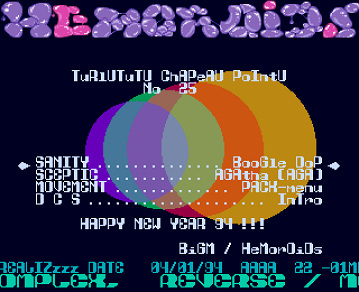 HEMOROiDS
TuRlUTuTU ChAPeAU PoIntU
No 25
SANITY .................. BooGIe DoP
SCEPTIC ............... AGAtha [AGA]
MOVEMENT ................ PACK-menu
D C S ........................ InTro
HAPPY NEW YEAR 94 !!!
BiGM / HeMorOiDs
REALIZzzz DATE 04/01/94 AAAA 22 -01M
OMPLEX. REVERSE / M